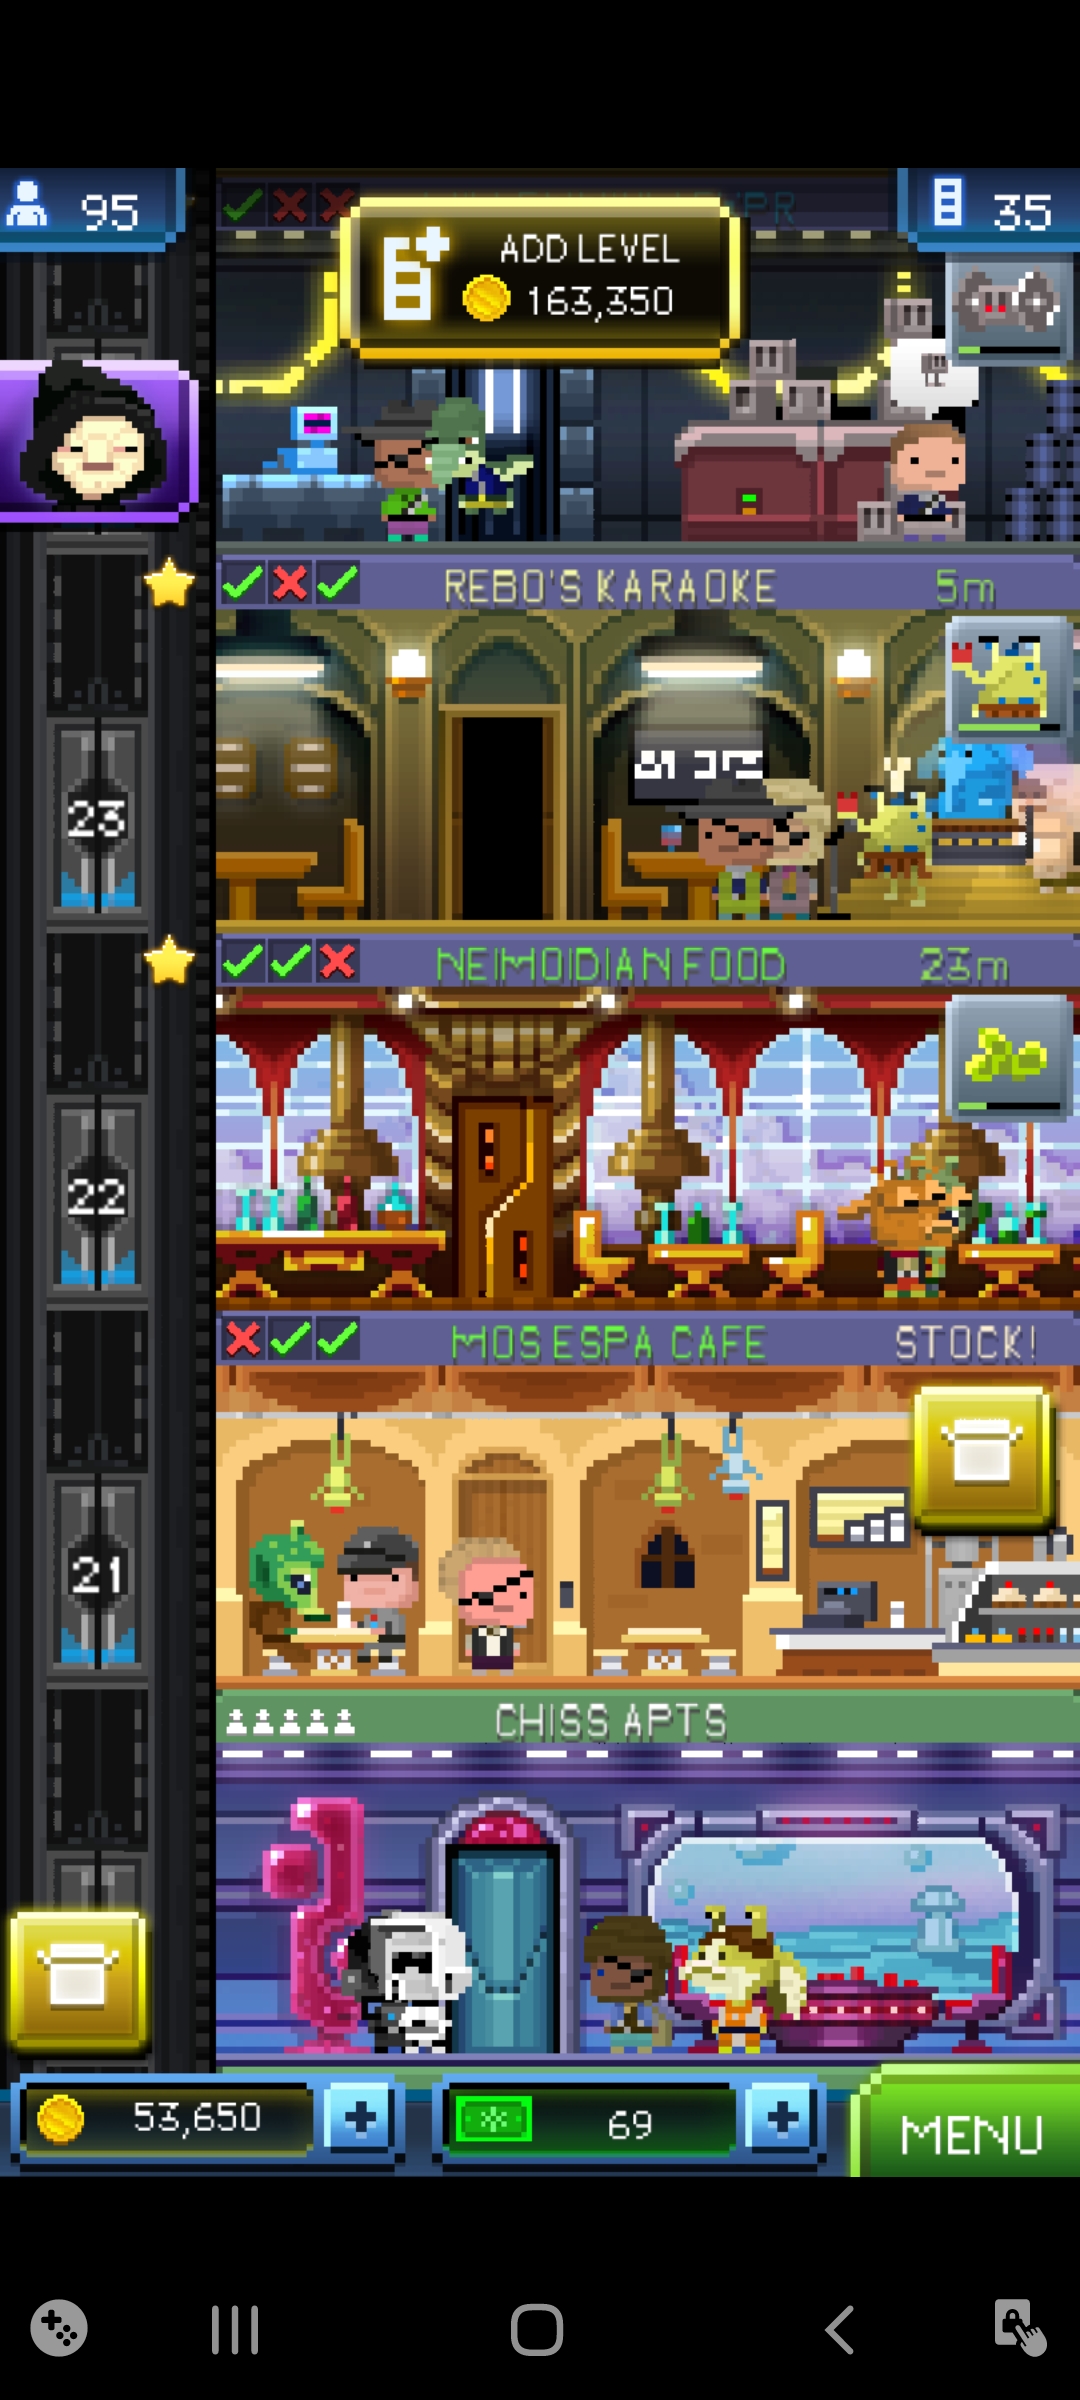 95
35
ADD LEVEL
163,350
REBO'S KARAOKE 5m
23
NEIMOIDIAN FOOD 23m
22
MOS ESPA CAFE STOCK!
21
CHISS APTS
53,650
69
MENU